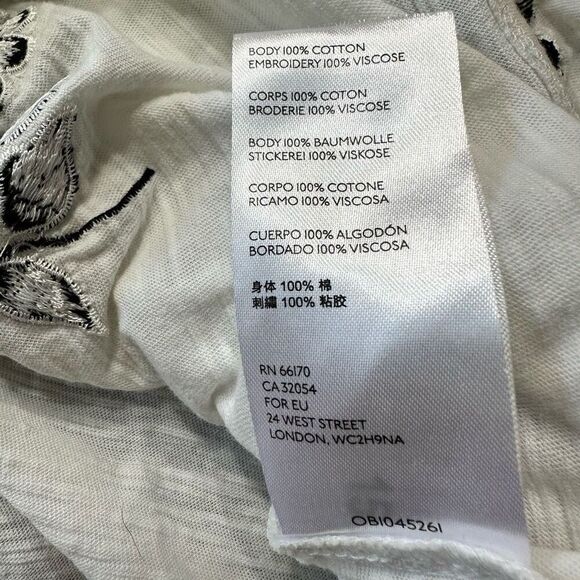 BODY 100% COTTON
EMBROIDERY 100% VISCOSE
CORPS 100% COTON
BRODERIE 100% VISCOSE
BODY 100% BAUMWOLLE
STICKEREI 100% VISKOSE
CORPO 100% COTONE
RICAMO 100% VISCOSA
CUERPO 100% ALGODÓN
BORDADO 100% VISCOSA
身体 100% 棉
刺繡 100% 粘胶
RN 66170
CA 32054
FOR EU
24 WEST STREET
LONDON, WC2H9NA
OB1045261